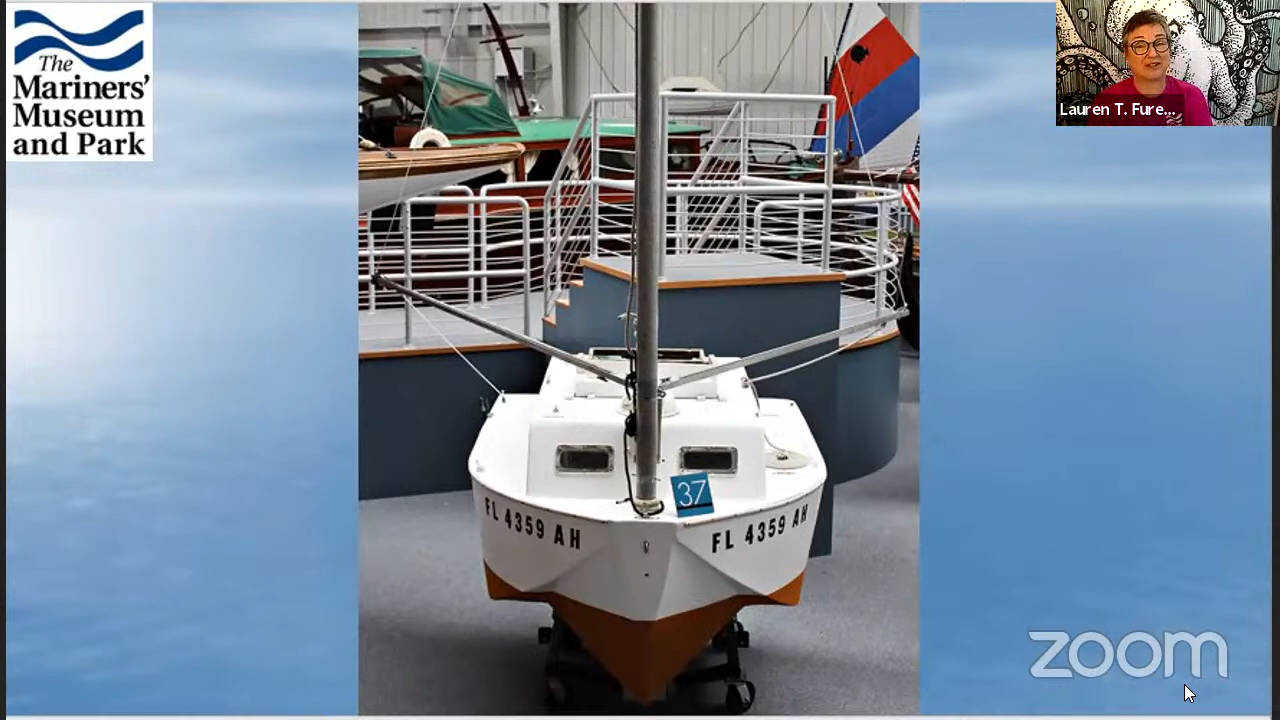 The
Mariners'
Museum
and Park
Lauren T. Fure...
37
FL 4359 AH
FL 4359 AH
zoom